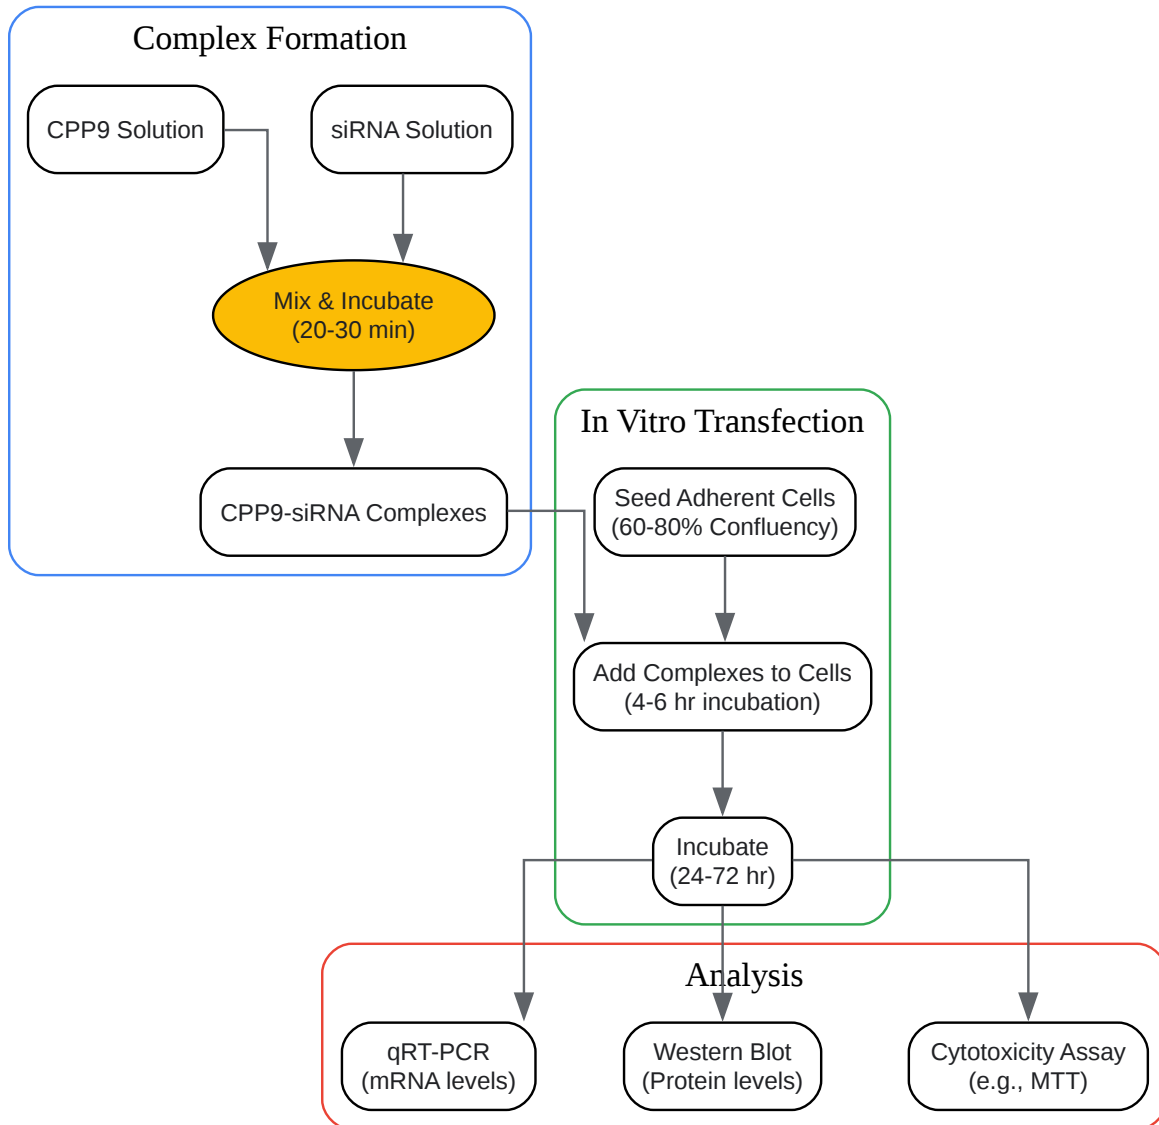 Complex Formation
CPP9 Solution
siRNA Solution
Mix & Incubate
(20-30 min)
CPP9-siRNA Complexes
In Vitro Transfection
Seed Adherent Cells
(60-80% Confluency)
Add Complexes to Cells
(4-6 hr incubation)
Incubate
(24-72 hr)
Analysis
qRT-PCR
(mRNA levels)
Western Blot
(Protein levels)
Cytotoxicity Assay
(e.g., MTT)